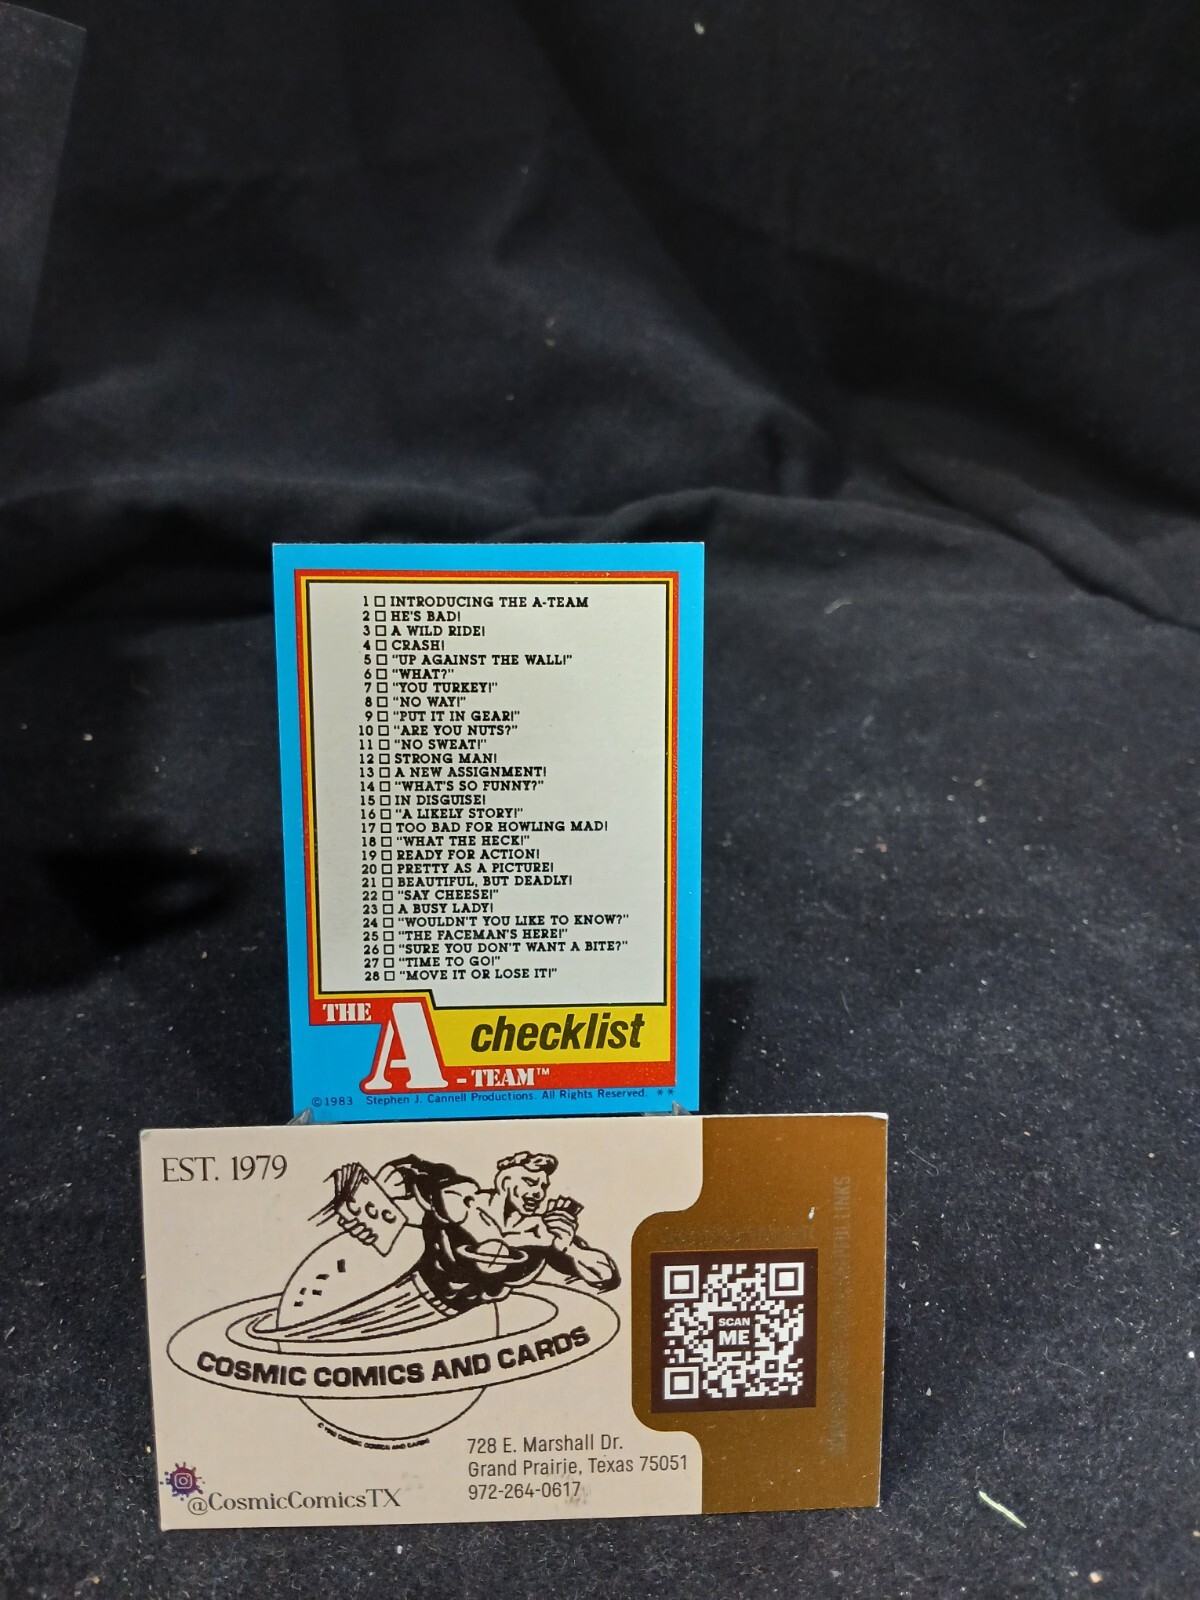 1 □ INTRODUCING THE A-TEAM
2 □ HE'S BAD!
3 □ A WILD RIDE!
4 □ CRASH!
5 □ "UP AGAINST THE WALL!"
6 □ "WHAT?"
7 □ "YOU TURKEY!"
8 □ "NO WAY!"
9 □ "PUT IT IN GEAR!"
10 □ "ARE YOU NUTS?"
11 □ "NO SWEAT!"
12 □ STRONG MAN!
13 □ A NEW ASSIGNMENT!
14 □ "WHAT'S SO FUNNY?"
15 □ IN DISGUISE!
16 □ "A LIKELY STORY!"
17 □ TOO BAD FOR HOWLING MAD!
18 □ "WHAT THE HECK!"
19 □ READY FOR ACTION!
20 □ PRETTY AS A PICTURE!
21 □ BEAUTIFUL, BUT DEADLY!
22 □ "SAY CHEESE!"
23 □ A BUSY LADY!
24 □ "WOULDN'T YOU LIKE TO KNOW?"
25 □ "THE FACEMAN'S HERE!"
26 □ "SURE YOU DON'T WANT A BITE?"
27 □ "TIME TO GO!"
28 □ "MOVE IT OR LOSE IT!"
THE A-TEAM™
checklist
©1983 Stephen J. Cannell Productions. All Rights Reserved. **
EST. 1979
COSMIC COMICS AND CARDS
SCAN
ME
728 E. Marshall Dr.
Grand Prairie, Texas 75051
972-264-0617
@CosmicComicsTX